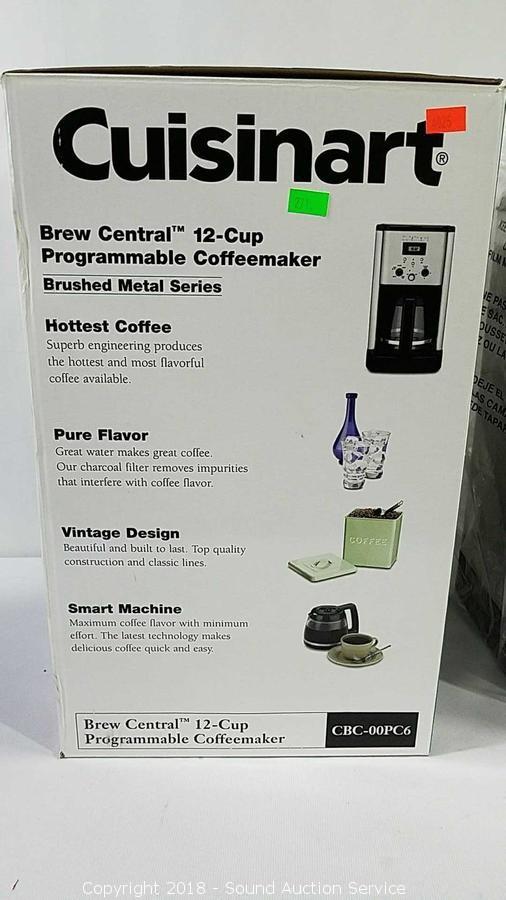 Cuisinart®
Brew Central™ 12-Cup
Programmable Coffeemaker
Brushed Metal Series
Hottest Coffee
Superb engineering produces
the hottest and most flavorful
coffee available.
Pure Flavor
Great water makes great coffee.
Our charcoal filter removes impurities
that interfere with coffee flavor.
COFFEE
Vintage Design
Beautiful and built to last. Top quality
construction and classic lines.
Smart Machine
Maximum coffee flavor with minimum
effort. The latest technology makes
delicious coffee quick and easy.
Brew Central™ 12-Cup
Programmable Coffeemaker
CBC-00PC6
Copyright 2018 - Sound Auction Service